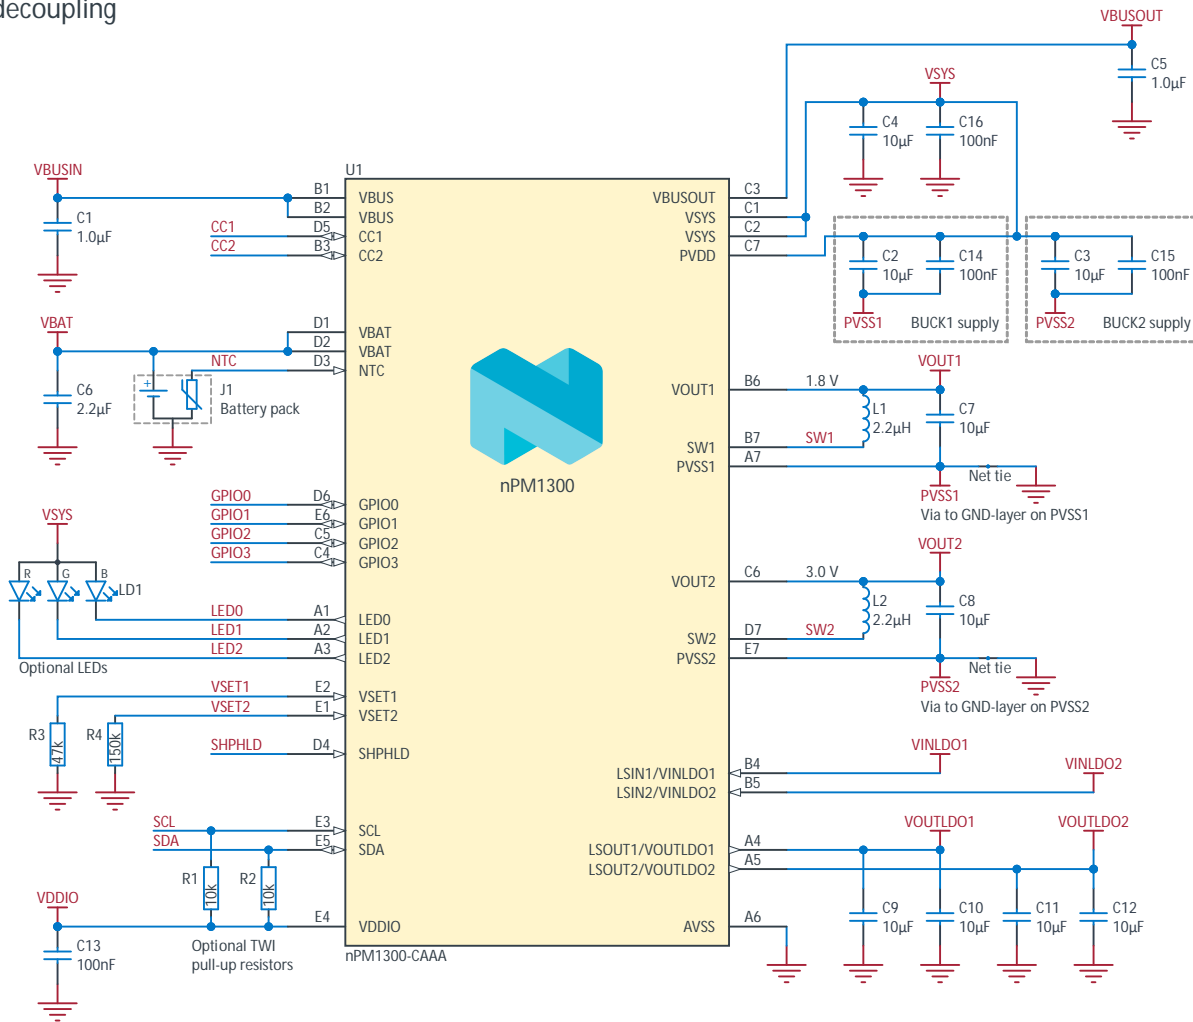 decoupling
VBUSOUT
C5
1.0µF
VSYS
C4
10µF
C16
100nF
VBUSIN
C1
1.0µF
CC1
CC2
U1
B1
B2
D5
B3
VBUS
VBUS
CC1
CC2
VBUSOUT
VSYS
VSYS
PVDD
C3
C1
C2
C7
C2
10µF
C14
100nF
C3
10µF
C15
100nF
PVSS1
BUCK1 supply
PVSS2
BUCK2 supply
VBAT
C6
2.2µF
+
NTC
J1
Battery pack
D1
D2
D3
VBAT
VBAT
NTC
nPM1300
VOUT1
SW1
PVSS1
B6
B7
A7
1.8 V
SW1
L1
2.2µH
VOUT1
C7
10µF
Net tie
PVSS1
Via to GND-layer on PVSS1
GPIO0
GPIO1
GPIO2
GPIO3
D6
E6
C5
C4
GPIO0
GPIO1
GPIO2
GPIO3
VSYS
R
G
B
LD1
Optional LEDs
LED0
LED1
LED2
A1
A2
A3
LED0
LED1
LED2
VOUT2
SW2
PVSS2
C6
D7
E7
3.0 V
SW2
L2
2.2µH
VOUT2
C8
10µF
Net tie
PVSS2
Via to GND-layer on PVSS2
VSET1
VSET2
E2
E1
VSET1
VSET2
R3
47k
R4
150k
SHPHLD
D4
SHPHLD
LSIN1/VINLDO1
LSIN2/VINLDO2
B4
B5
VINLDO1
VINLDO2
SCL
SDA
E3
E5
SCL
SDA
R1
10k
R2
10k
LSOUT1/VOUTLDO1
LSOUT2/VOUTLDO2
A4
A5
VOUTLDO1
VOUTLDO2
C9
10µF
C10
10µF
C11
10µF
C12
10µF
VDDIO
C13
100nF
Optional TWI
pull-up resistors
E4
VDDIO
AVSS
A6
nPM1300-CAAA